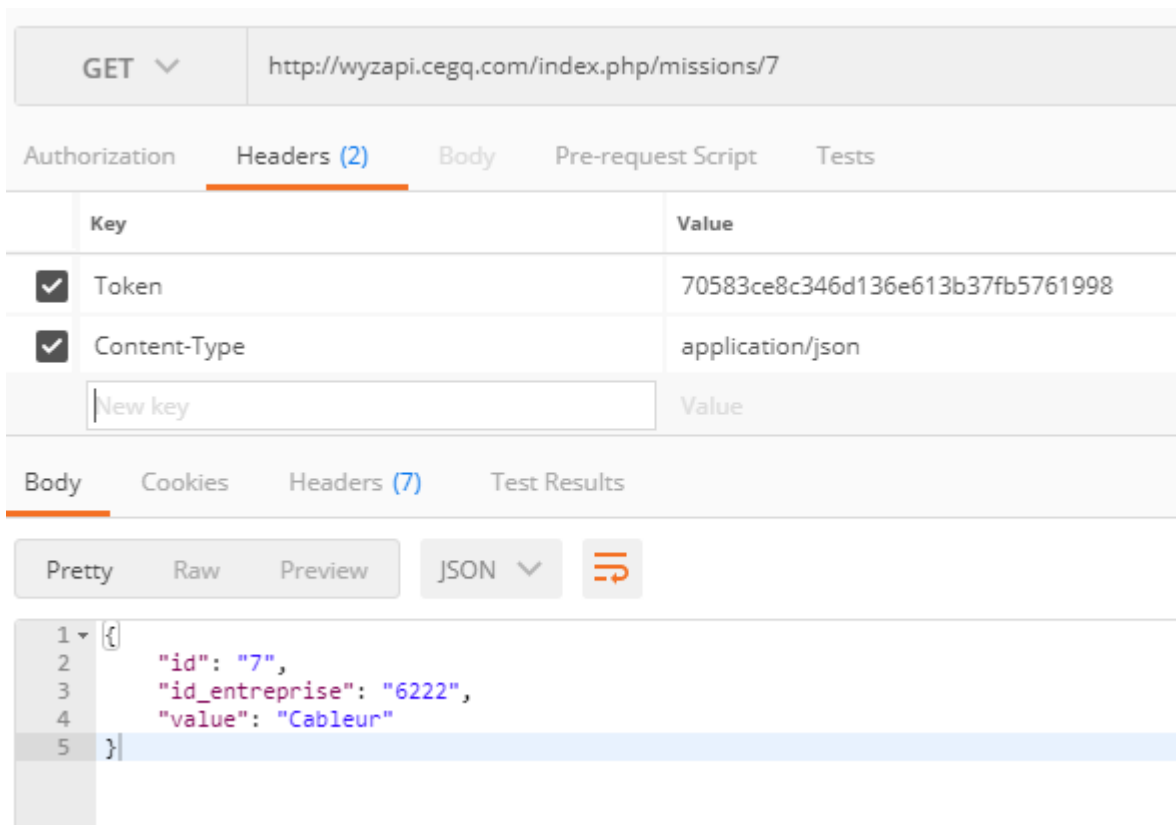 GET http://wyzapi.cegq.com/index.php/missions/7
Authorization Headers (2) Body Pre-request Script Tests
Key Value
Token 70583ce8c346d136e613b37fb5761998
Content-Type application/json
New key Value
Body Cookies Headers (7) Test Results
Pretty Raw Preview JSON
1 {
2 "id": "7",
3 "id_entreprise": "6222",
4 "value": "Cableur"
5 }